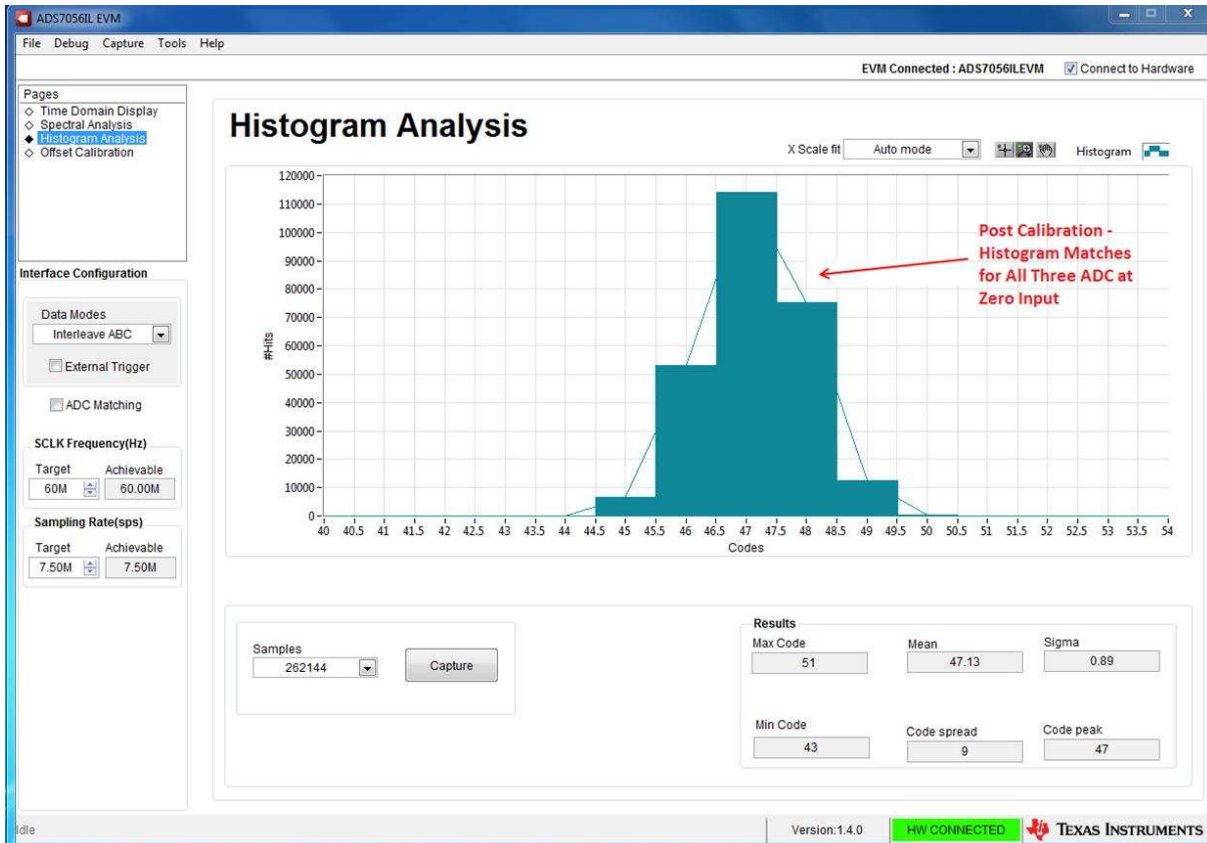 ADS7056IL EVM
File Debug Capture Tools Help
EVM Connected : ADS7056ILEVM Connect to Hardware
Pages
Time Domain Display
Spectral Analysis
Histogram Analysis
Offset Calibration
Interface Configuration
Data Modes
Interleave ABC
External Trigger
ADC Matching
SCLK Frequency(Hz)
Target Achievable
60M 60.00M
Sampling Rate(sps)
Target Achievable
7.50M 7.50M
Histogram Analysis
X Scale fit Auto mode Histogram
120000
110000
100000
90000
80000
70000
60000
50000
40000
30000
20000
10000
0
#Hits
Post Calibration -
Histogram Matches
for All Three ADC at
Zero Input
40 40.5 41 41.5 42 42.5 43 43.5 44 44.5 45 45.5 46 46.5 47 47.5 48 48.5 49 49.5 50 50.5 51 51.5 52 52.5 53 53.5 54
Codes
Samples
262144
Capture
Results
Max Code Mean Sigma
51 47.13 0.89
Min Code Code spread Code peak
43 9 47
Idle Version:1.4.0 HW CONNECTED TEXAS INSTRUMENTS